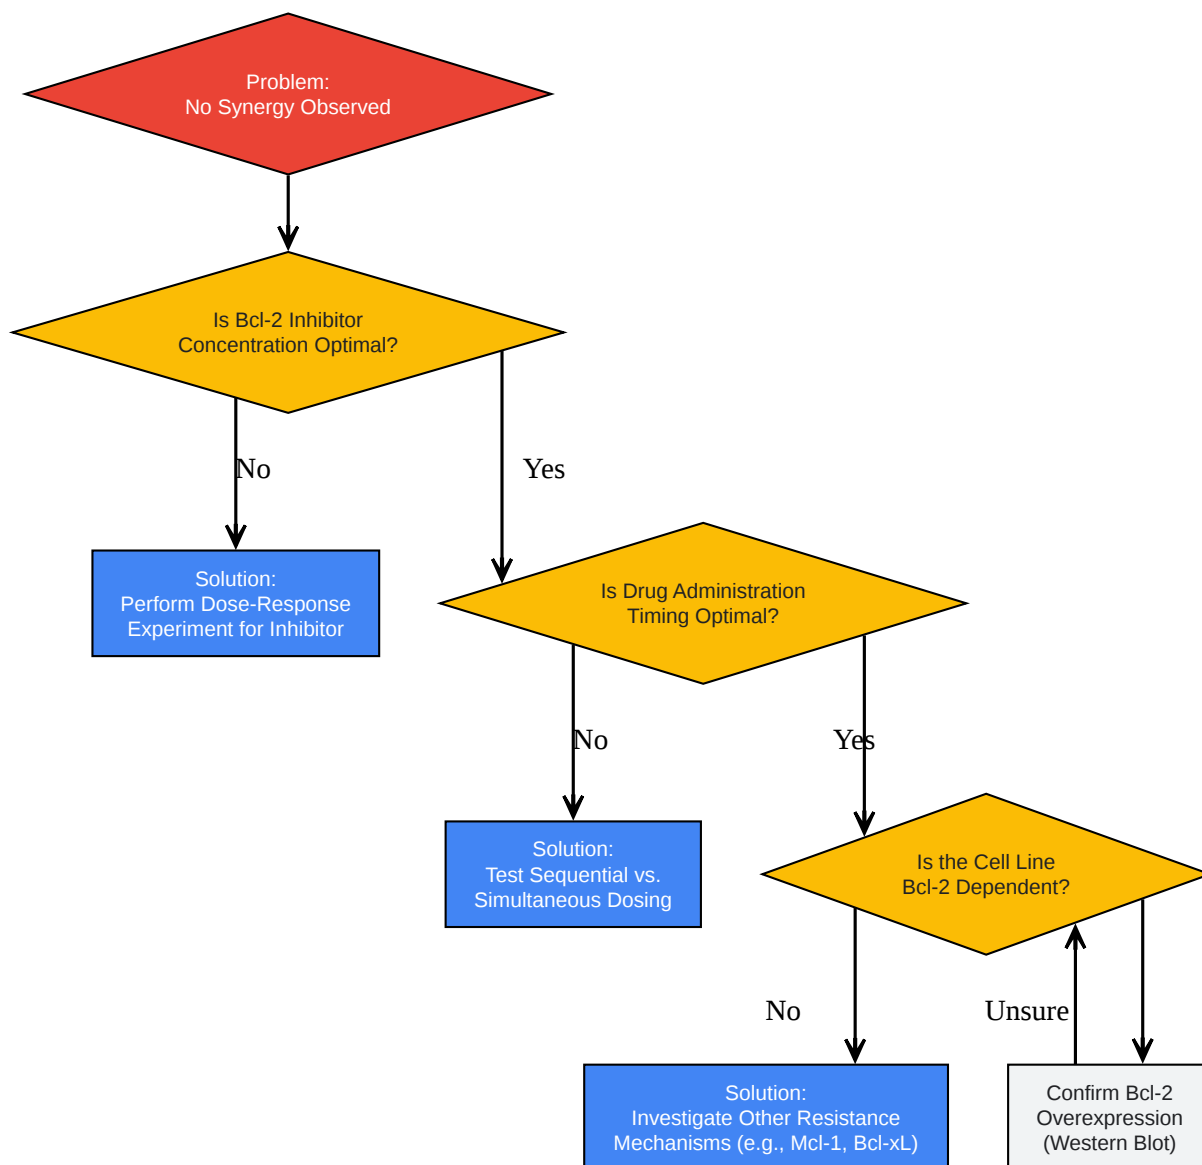 Problem:
No Synergy Observed
Is Bcl-2 Inhibitor
Concentration Optimal?
No
Yes
Solution:
Perform Dose-Response
Experiment for Inhibitor
Is Drug Administration
Timing Optimal?
No
Yes
Solution:
Test Sequential vs.
Simultaneous Dosing
Is the Cell Line
Bcl-2 Dependent?
No
Unsure
Solution:
Investigate Other Resistance
Mechanisms (e.g., Mcl-1, Bcl-xL)
Confirm Bcl-2
Overexpression
(Western Blot)